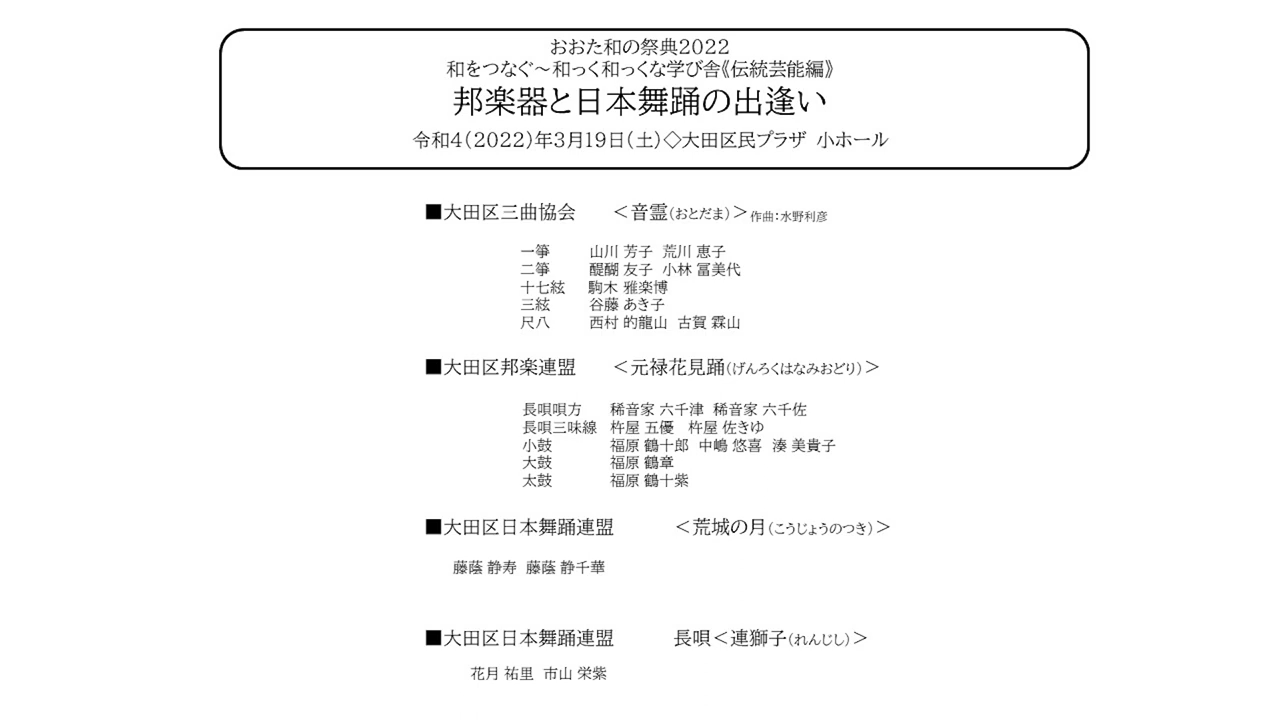 おおた和の祭典2022
和をつなぐ～和っく和っくな学び舎《伝統芸能編》
邦楽器と日本舞踊の出逢い
令和4(2022)年3月19日(土)◇大田区民プラザ 小ホール
■大田区三曲協会 ＜音霊(おとだま)＞作曲：水野利彦
一箏 山川 芳子 荒川 恵子
二箏 醍醐 友子 小林 冨美代
十七絃 駒木 雅楽博
三絃 谷藤 あき子
尺八 西村 的龍山 古賀 霖山
■大田区邦楽連盟 ＜元禄花見踊(げんろくはなみおどり)＞
長唄唄方 稀音家 六千津 稀音家 六千佐
長唄三味線 杵屋 五優 杵屋 佐きゆ
小鼓 福原 鶴十郎 中嶋 悠喜 湊 美貴子
大鼓 福原 鶴章
太鼓 福原 鶴十紫
■大田区日本舞踊連盟 ＜荒城の月(こうじょうのつき)＞
藤蔭 静寿 藤蔭 静千華
■大田区日本舞踊連盟 長唄＜連獅子(れんじし)＞
花月 祐里 市山 栄紫